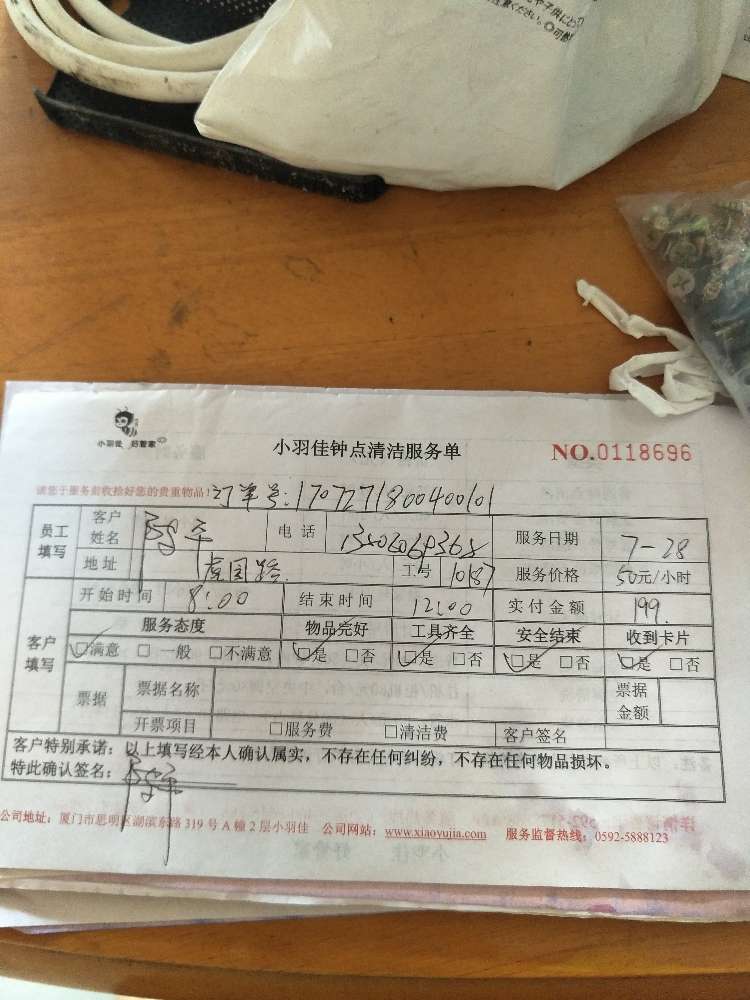 小羽佳 好管家
小羽佳钟点清洁服务单
NO.0118696
请您于服务前收拾好您的贵重物品!
订单号:1707271800400101
员工填写 客户姓名 电话 服务日期 7-28
地址 工号 10187 服务价格 50元/小时
客户填写 开始时间 8:00 结束时间 12:00 实付金额 199.
服务态度 物品完好 工具齐全 安全结束 收到卡片
满意 一般 不满意 是 否 是 否 是 否 是 否
票据 票据名称 票据金额
开票项目 服务费 清洁费 客户签名
客户特别承诺:以上填写经本人确认属实,不存在任何纠纷,不存在任何物品损坏。
特此确认签名:
公司地址:厦门市思明区湖滨东路 319 号 A 幢 2 层小羽佳 公司网站:www.xiaoyujia.com 服务监督热线:0592-5888123